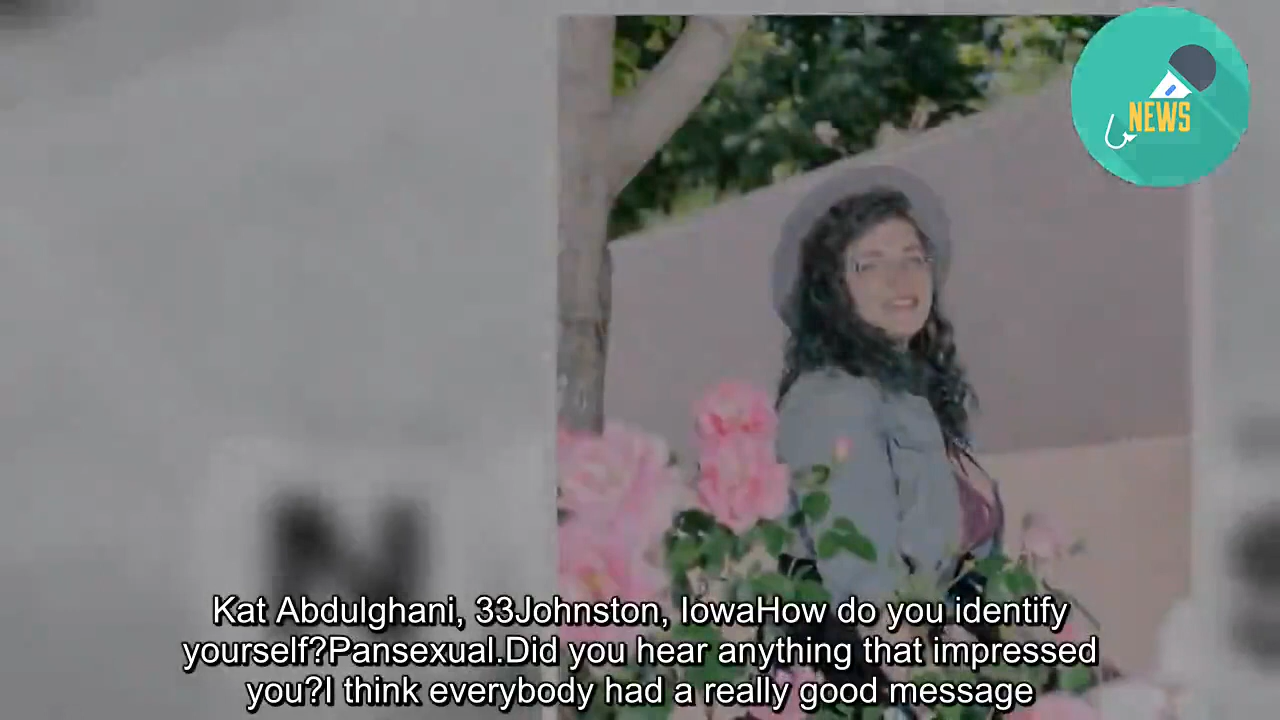 NEWS
N
Kat Abdulghani, 33Johnston, IowaHow do you identify
yourself?Pansexual.Did you hear anything that impressed
you?I think everybody had a really good message